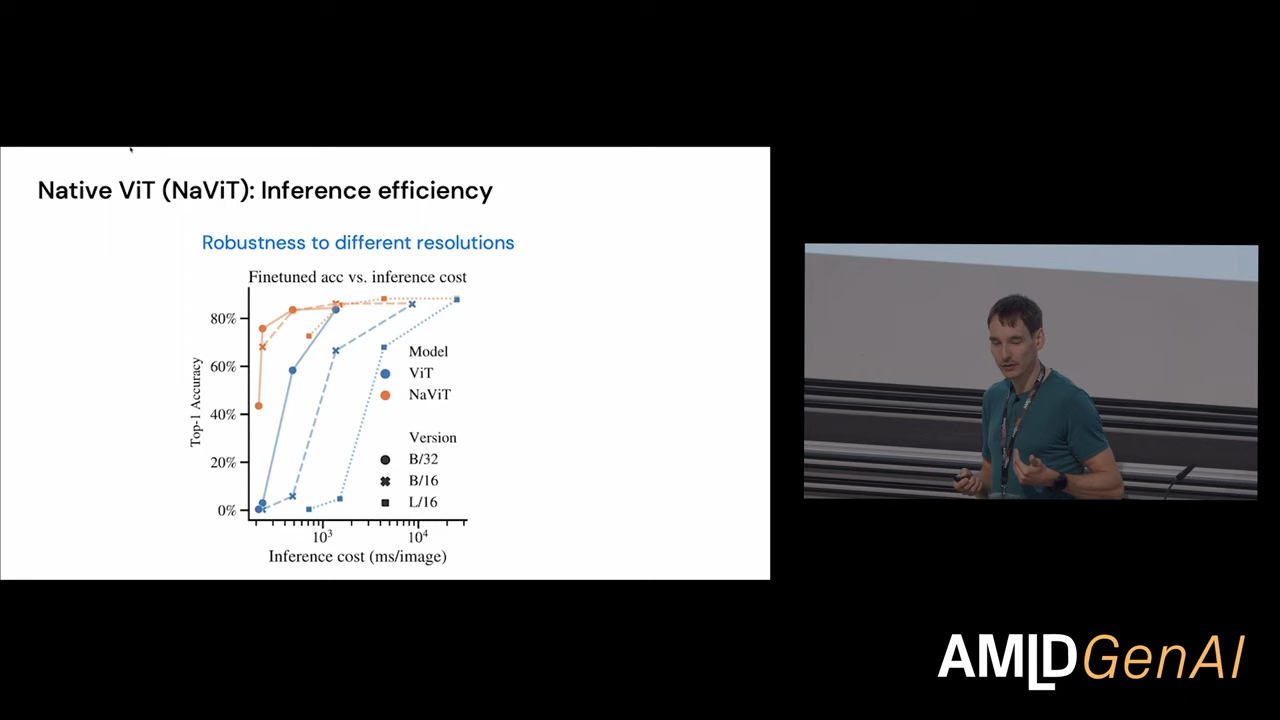 Native ViT (NaViT): Inference efficiency
Robustness to different resolutions
Finetuned acc vs. inference cost
Top-1 Accuracy
80%
60%
40%
20%
0%
Model
ViT
NaViT
Version
B/32
B/16
L/16
10³
10⁴
Inference cost (ms/image)
AMLD GenAI